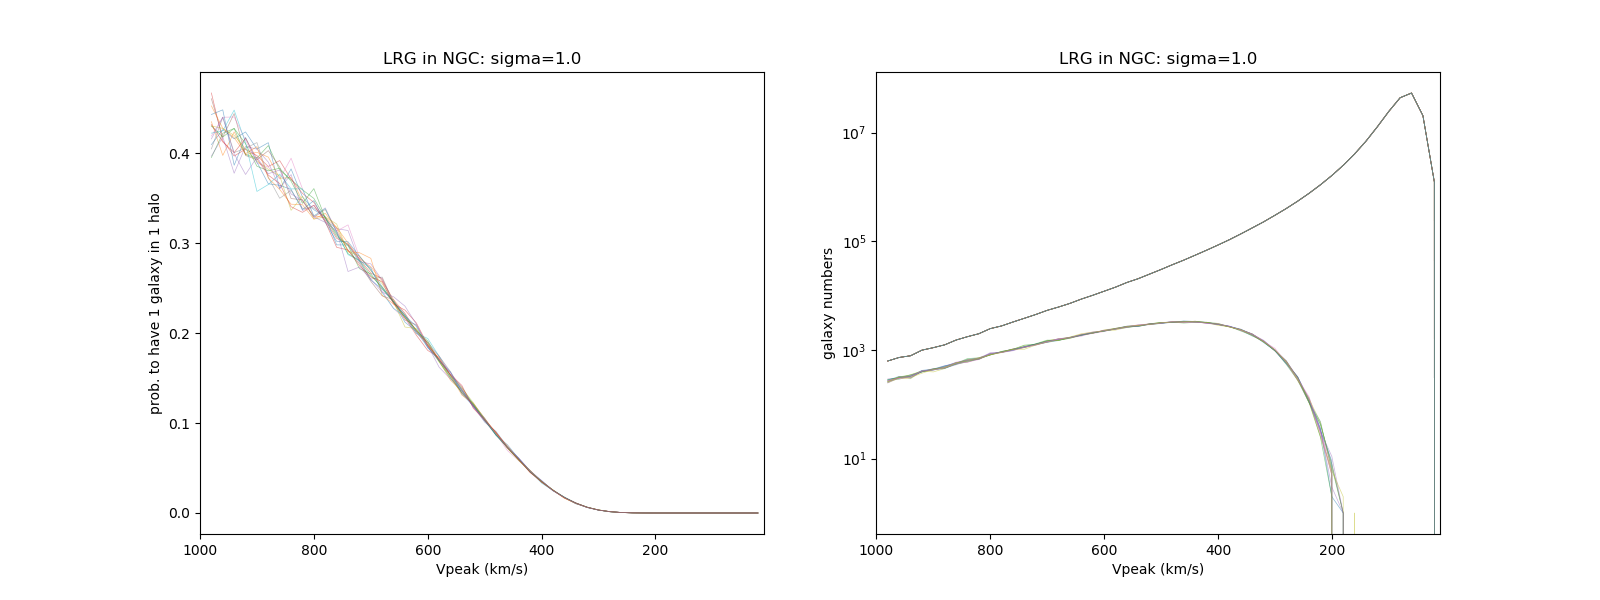 LRG in NGC: sigma=1.0
prob. to have 1 galaxy in 1 halo
0.4
0.3
0.2
0.1
0.0
1000 800 600 400 200
Vpeak (km/s)
LRG in NGC: sigma=1.0
galaxy numbers
10^7
10^5
10^3
10^1
1000 800 600 400 200
Vpeak (km/s)